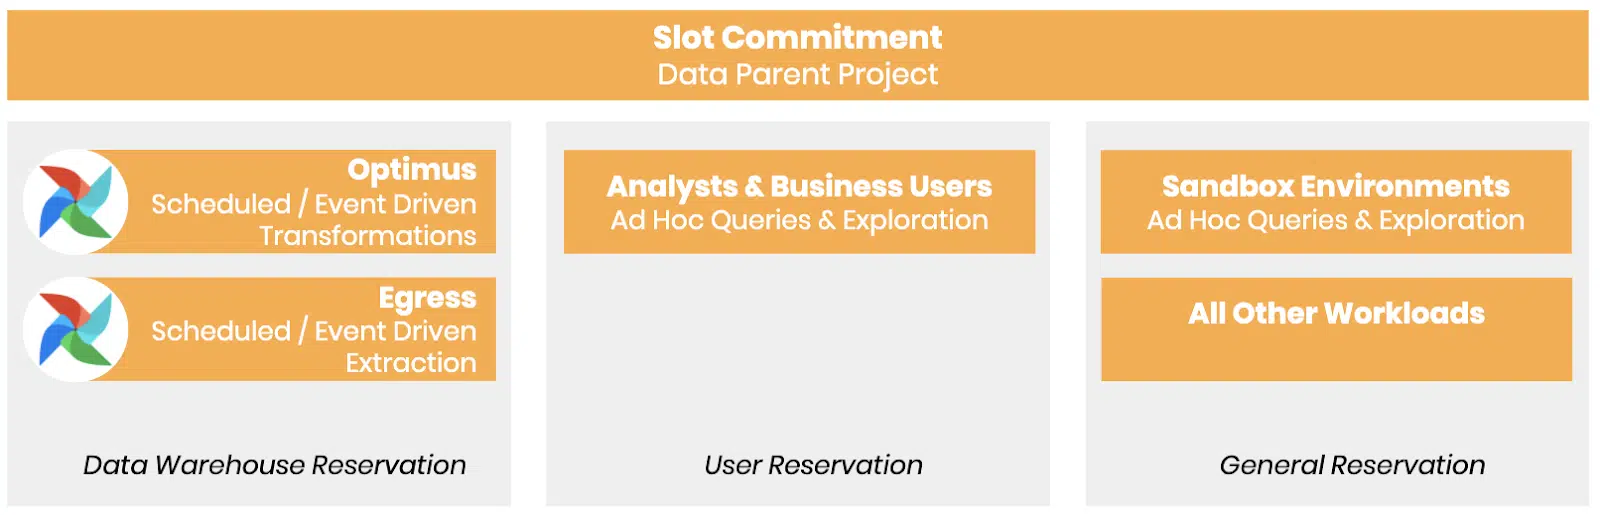 Slot Commitment
Data Parent Project
Optimus
Scheduled / Event Driven
Transformations
Egress
Scheduled / Event Driven
Extraction
Data Warehouse Reservation
Analysts & Business Users
Ad Hoc Queries & Exploration
User Reservation
Sandbox Environments
Ad Hoc Queries & Exploration
All Other Workloads
General Reservation